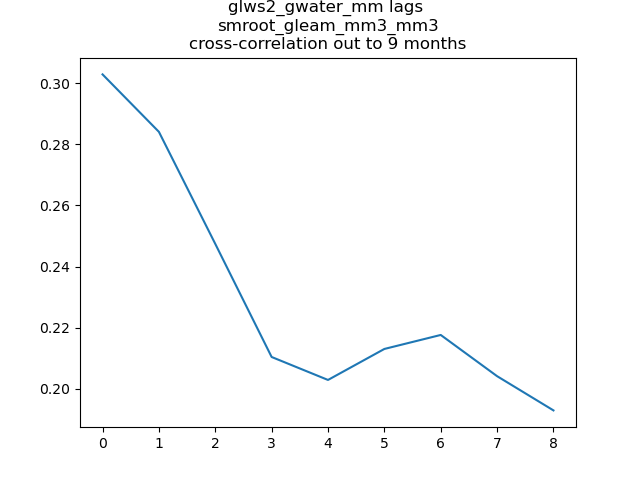 glws2_gwater_mm lags
smroot_gleam_mm3_mm3
cross-correlation out to 9 months
0.30
0.28
0.26
0.24
0.22
0.20
0 1 2 3 4 5 6 7 8